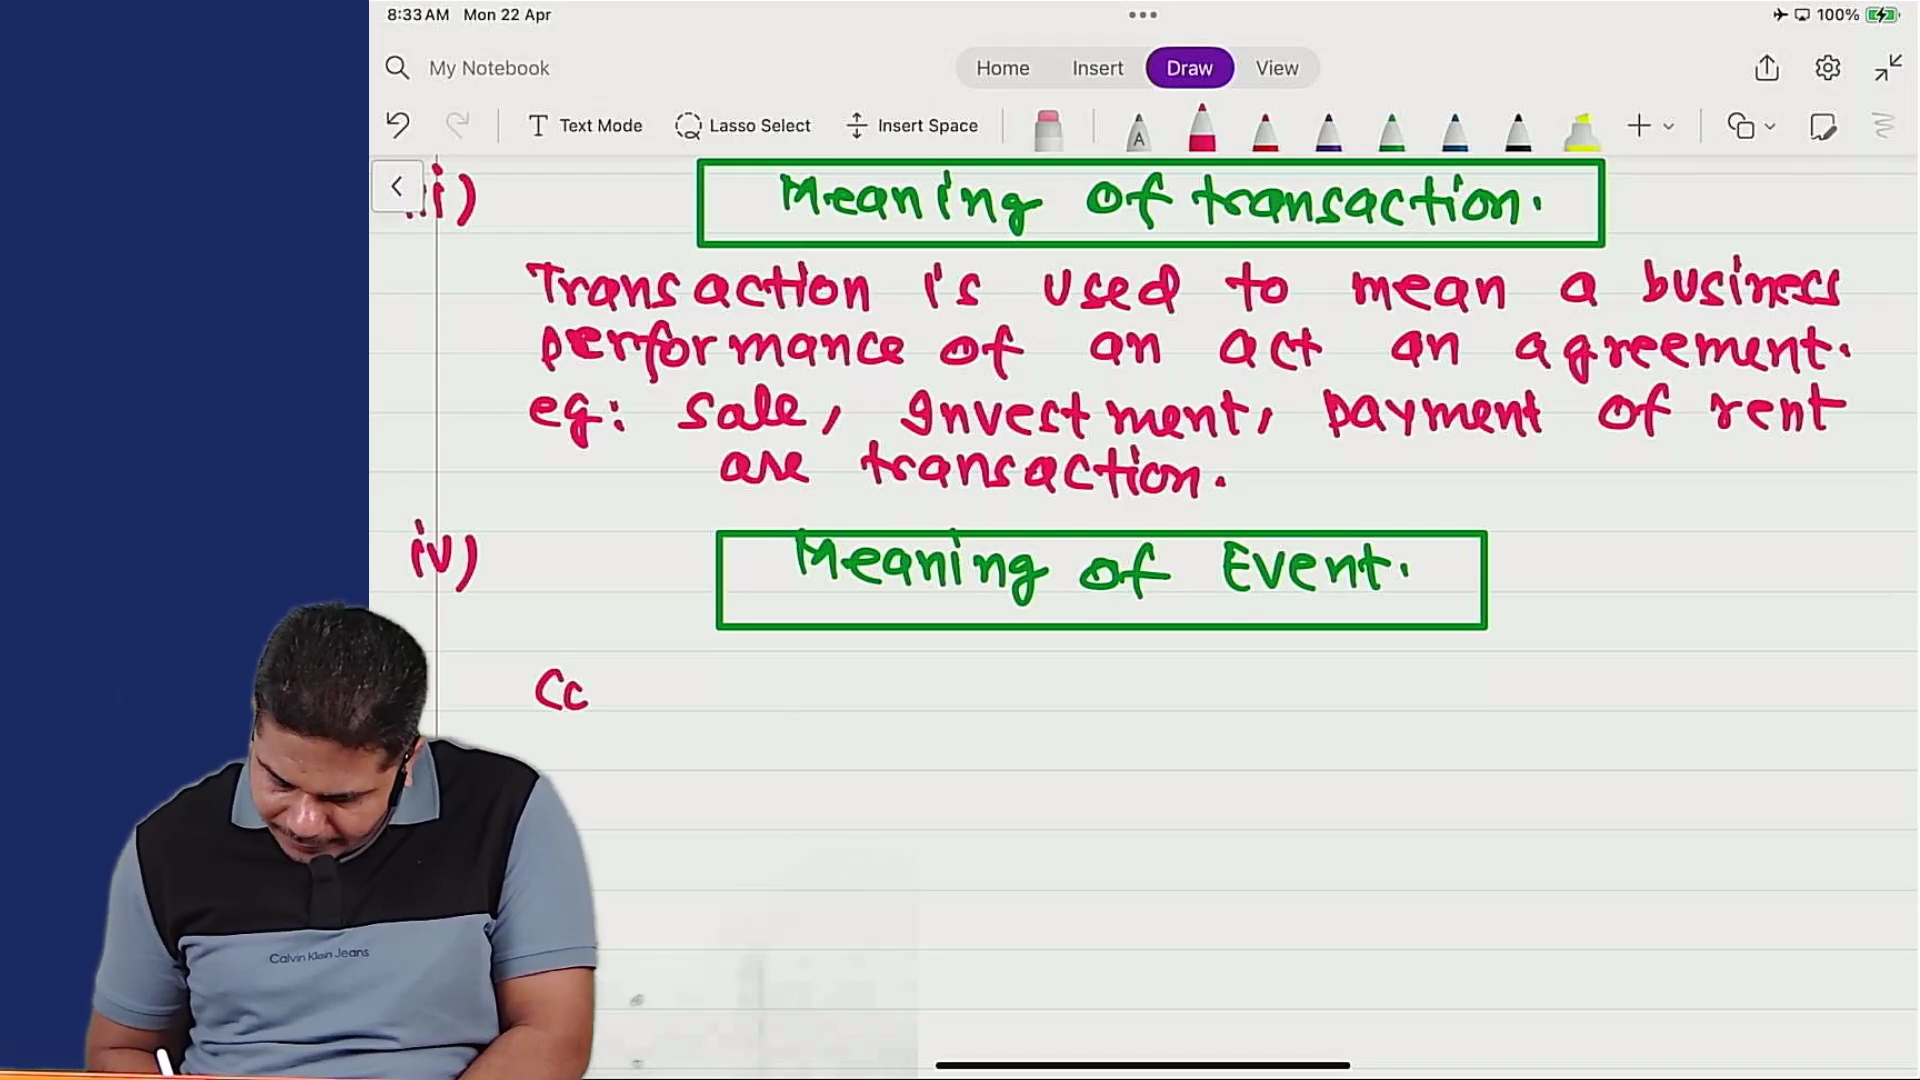 8:33 AM Mon 22 Apr
100%
My Notebook
Home Insert Draw View
Text Mode Lasso Select Insert Space
A
Meaning of transaction.
Transaction is used to mean a business
performance of an act an agreement.
eg: Sale, Investment, Payment of rent
are transaction.
iv) Meaning of Event.
Cc
Calvin Klein Jeans